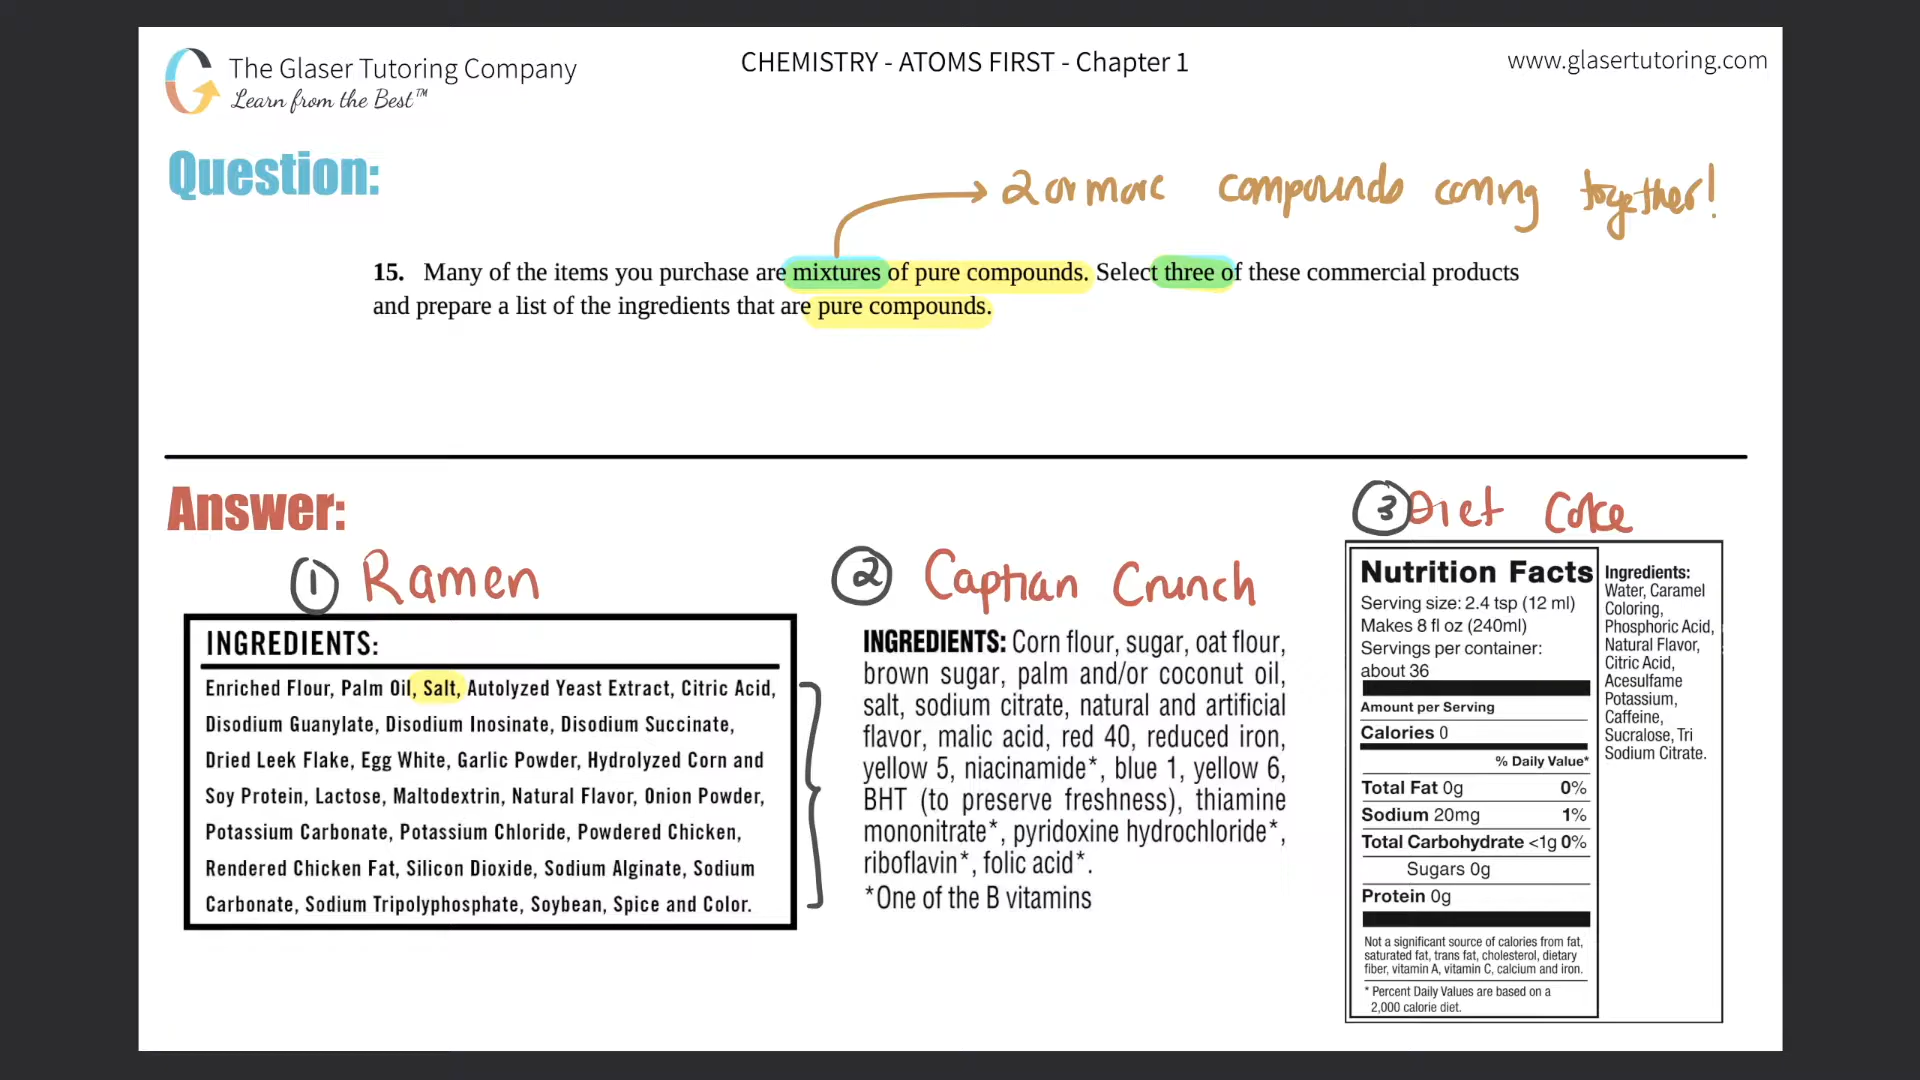 The Glaser Tutoring Company
Learn from the Best™
CHEMISTRY - ATOMS FIRST - Chapter 1
www.glasertutoring.com
Question:
2 or more compounds coming together!
15. Many of the items you purchase are mixtures of pure compounds. Select three of these commercial products
and prepare a list of the ingredients that are pure compounds.
Answer:
1 Ramen
INGREDIENTS:
Enriched Flour, Palm Oil, Salt, Autolyzed Yeast Extract, Citric Acid,
Disodium Guanylate, Disodium Inosinate, Disodium Succinate,
Dried Leek Flake, Egg White, Garlic Powder, Hydrolyzed Corn and
Soy Protein, Lactose, Maltodextrin, Natural Flavor, Onion Powder,
Potassium Carbonate, Potassium Chloride, Powdered Chicken,
Rendered Chicken Fat, Silicon Dioxide, Sodium Alginate, Sodium
Carbonate, Sodium Tripolyphosphate, Soybean, Spice and Color.
2 Captian Crunch
INGREDIENTS: Corn flour, sugar, oat flour,
brown sugar, palm and/or coconut oil,
salt, sodium citrate, natural and artificial
flavor, malic acid, red 40, reduced iron,
yellow 5, niacinamide*, blue 1, yellow 6,
BHT (to preserve freshness), thiamine
mononitrate*, pyridoxine hydrochloride*,
riboflavin*, folic acid*.
*One of the B vitamins
3 Diet Coke
Nutrition Facts
Serving size: 2.4 tsp (12 ml)
Makes 8 fl oz (240ml)
Servings per container:
about 36
Amount per Serving
Calories 0
% Daily Value*
Total Fat 0g 0%
Sodium 20mg 1%
Total Carbohydrate <1g 0%
Sugars 0g
Protein 0g
Not a significant source of calories from fat,
saturated fat, trans fat, cholesterol, dietary
fiber, vitamin A, vitamin C, calcium and iron.
* Percent Daily Values are based on a
2,000 calorie diet.
Ingredients:
Water, Caramel
Coloring,
Phosphoric Acid,
Natural Flavor,
Citric Acid,
Acesulfame
Potassium,
Caffeine,
Sucralose, Tri
Sodium Citrate.